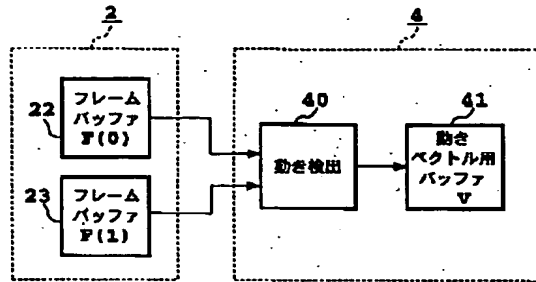 2
4
22
フレーム
バッファ
F(0)
23
フレーム
バッファ
F(1)
40
動き検出
41
動き
ベクトル用
バッファ
V